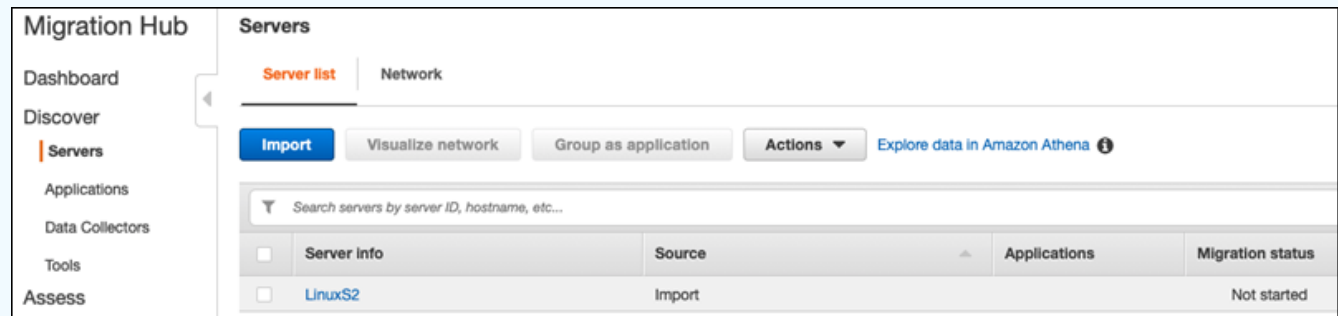 Migration Hub
Dashboard
Discover
Servers
Applications
Data Collectors
Tools
Assess
Servers
Server list Network
Import Visualize network Group as application Actions Explore data in Amazon Athena
Search servers by server ID, hostname, etc...
Server info Source Applications Migration status
LinuxS2 Import Not started